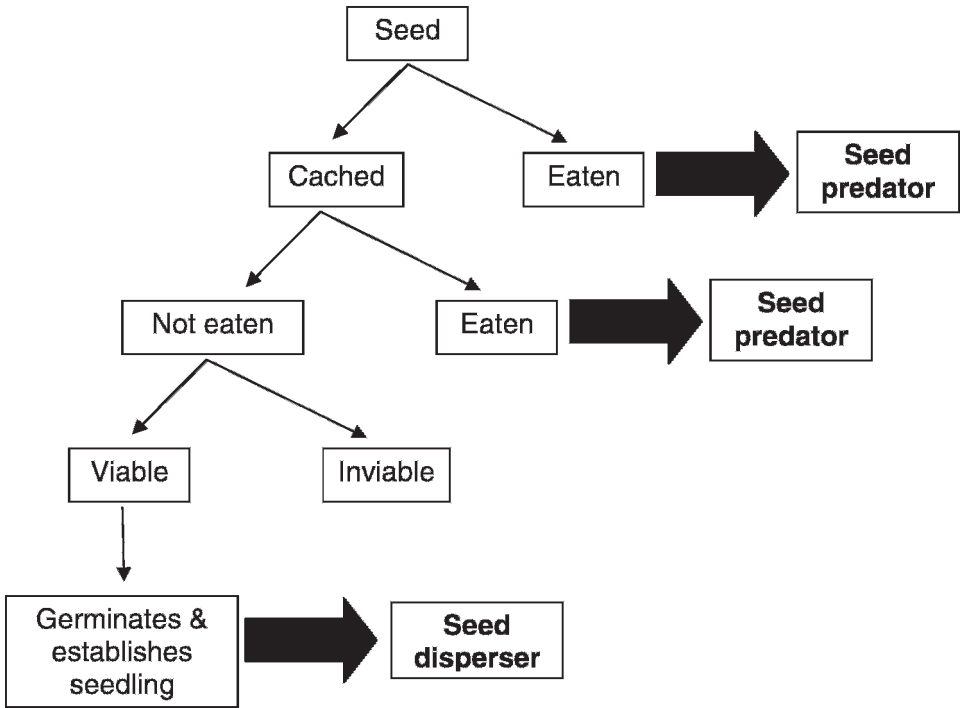 Seed
Cached
Eaten
Seed
predator
Not eaten
Eaten
Seed
predator
Viable
Inviable
Germinates &
establishes
seedling
Seed
disperser